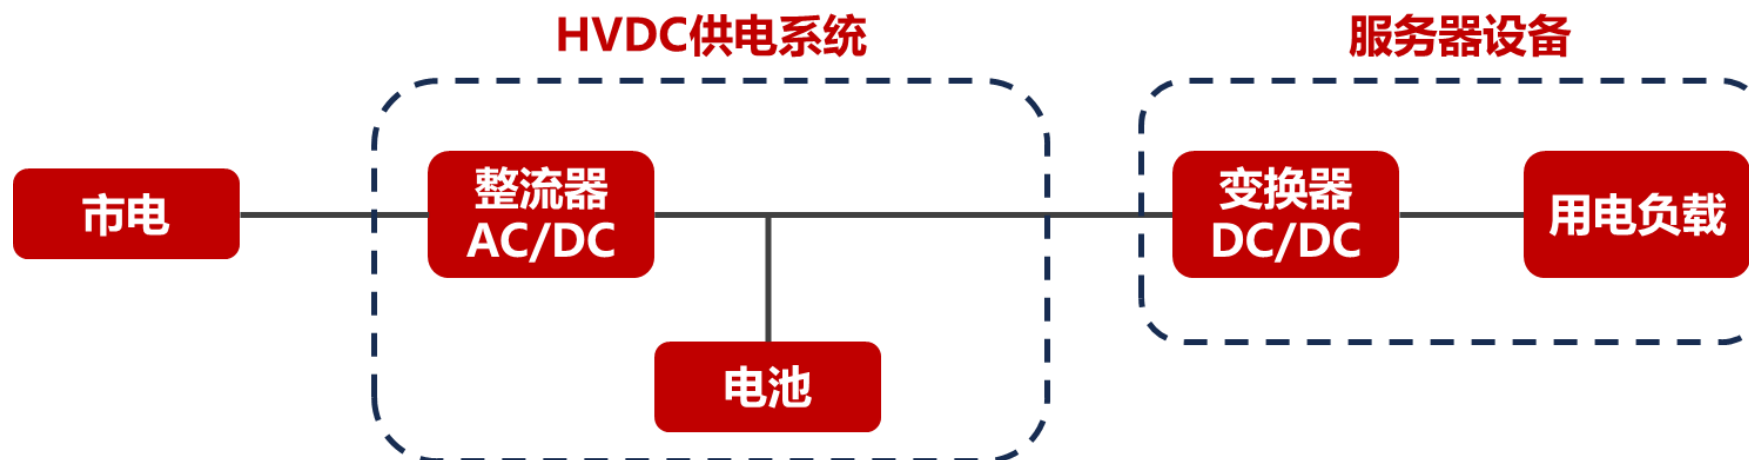 HVDC供电系统
服务器设备
市电
整流器
AC/DC
变换器
DC/DC
用电负载
电池